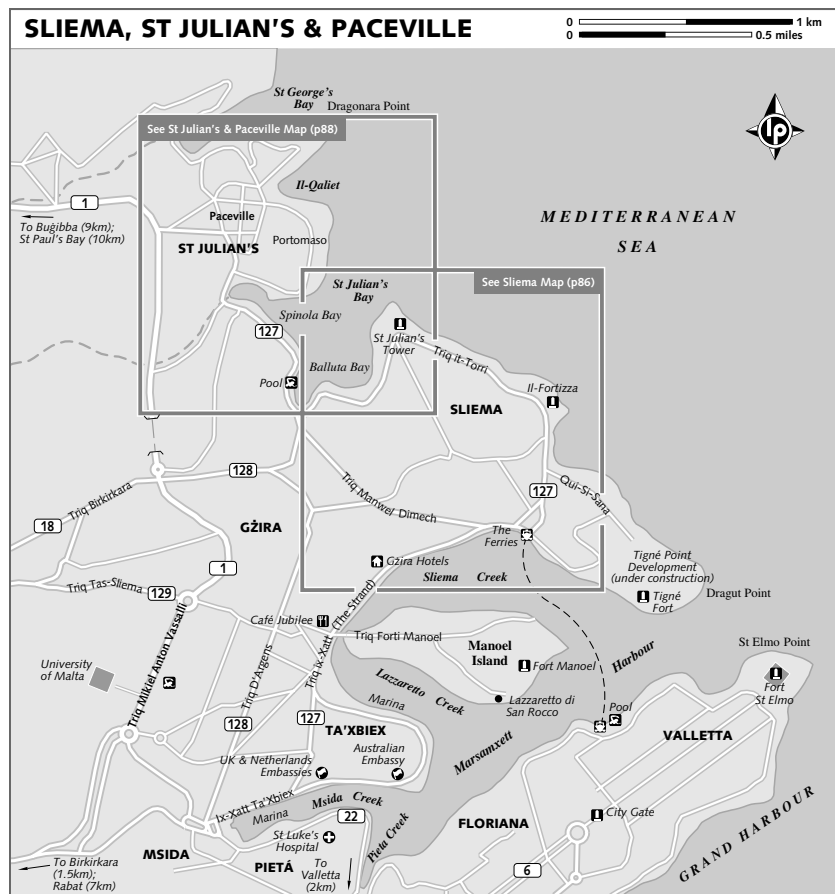 SLIEMA, ST JULIAN'S & PACEVILLE
0 1 km
0 0.5 miles
St George's
Bay
Dragonara Point
See St Julian's & Paceville Map (p88)
lp
Il-Qaliet
1
To Buġibba (9km);
St Paul's Bay (10km)
Paceville
ST JULIAN'S
Portomaso
MEDITERRANEAN
SEA
St Julian's
Bay
See Sliema Map (p86)
Spinola Bay
127
St Julian's
Tower
Triq it-Torri
Balluta Bay
Pool
Il-Fortizza
SLIEMA
128
Triq Birkirkara
18
Triq Manwel Dimech
127
Qui-Si-Sana
GŻIRA
The
Ferries
1
Gżira Hotels
Sliema Creek
Tigné Point
Development
(under construction)
Tigné
Fort
Dragut Point
Triq Tas-Sliema
129
Café Jubilee
Triq ix-Xatt (The Strand)
Triq Forti Manoel
Manoel
Island
Fort Manoel
Harbour
St Elmo Point
Fort
St Elmo
University
of Malta
Triq Mikiel Anton Vassalli
Triq D'Argens
Lazzaretto Creek
Marina
Lazzaretto di
San Rocco
Pool
128
127
TA'XBIEX
Marsamxett
VALLETTA
UK & Netherlands
Embassies
Australian
Embassy
Ix-Xatt Ta'Xbiex
Marina
Msida Creek
22
St Luke's
Hospital
Pieta Creek
City Gate
FLORIANA
GRAND HARBOUR
MSIDA
PIETÁ
To
Valletta
(2km)
6
To Birkirkara
(1.5km);
Rabat (7km)